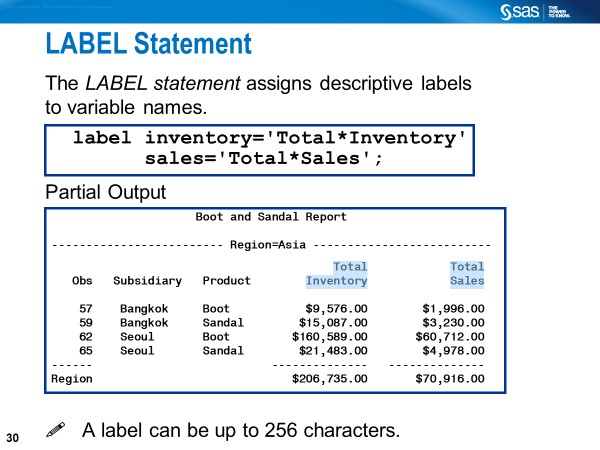 sas THE POWER TO KNOW.
LABEL Statement
The LABEL statement assigns descriptive labels
to variable names.
label inventory='Total*Inventory'
sales='Total*Sales';
Partial Output
Boot and Sandal Report
------------------------ Region=Asia -------------------------
Total Total
Obs Subsidiary Product Inventory Sales
57 Bangkok Boot $9,576.00 $1,996.00
59 Bangkok Sandal $15,087.00 $3,230.00
62 Seoul Boot $160,589.00 $60,712.00
65 Seoul Sandal $21,483.00 $4,978.00
------ -------------- --------------
Region $206,735.00 $70,916.00
A label can be up to 256 characters.
30